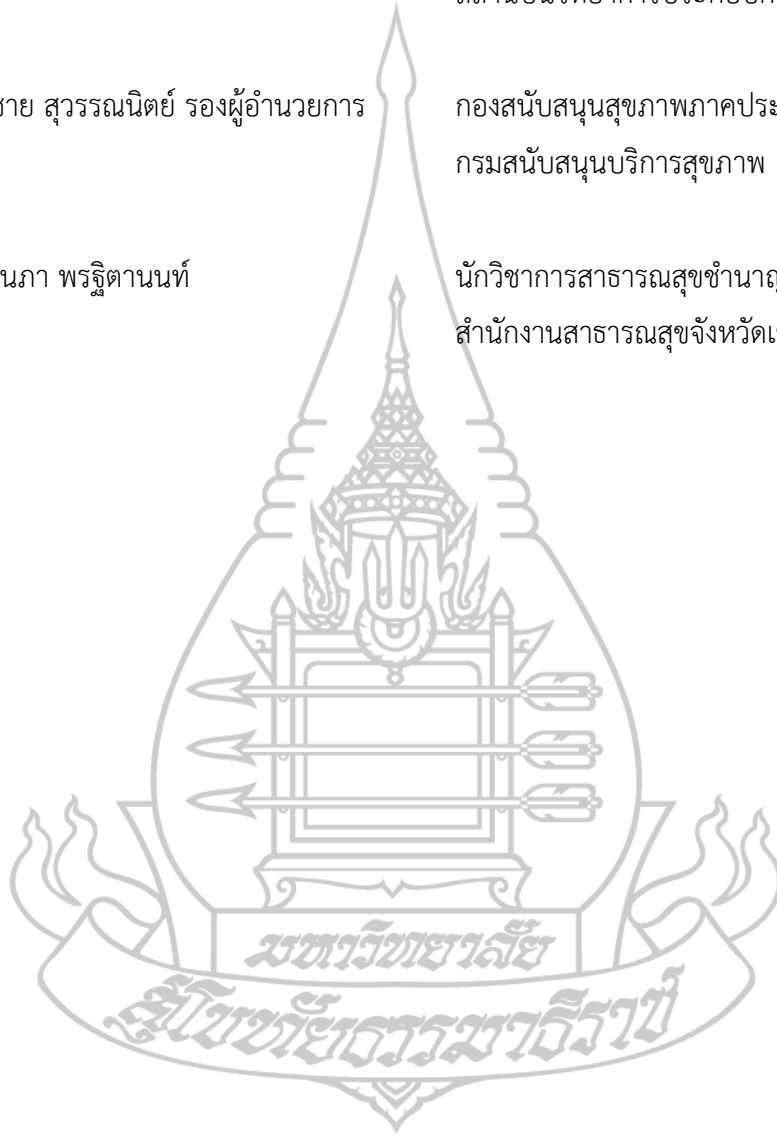 ชาย สุวรรณนิตย์ รองผู้อำนวยการ กองสนับสนุนสุขภาพภาคประ
กรมสนับสนุนบริการสุขภาพ
นภา พรฐิตานนท์ นักวิชาการสาธารณสุขชำนาญ
สำนักงานสาธารณสุขจังหวัด
มหาวิทยาลัย
สุโขทัยธรรมาธิราช